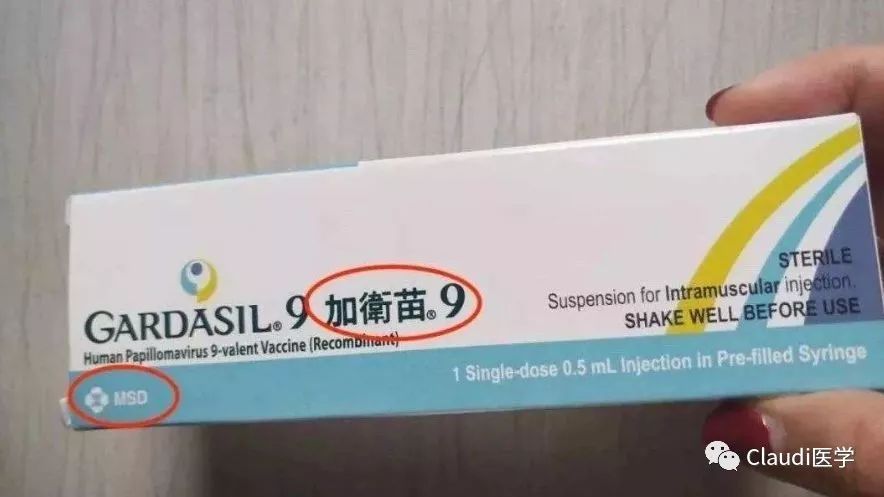 GARDASIL® 9 加衛苗® 9
Human Papillomavirus 9-valent Vaccine (Recombinant)
MSD
STERILE
Suspension for Intramuscular injection.
SHAKE WELL BEFORE USE
1 Single-dose 0.5 mL Injection in Pre-filled Syringe
Claudi医学